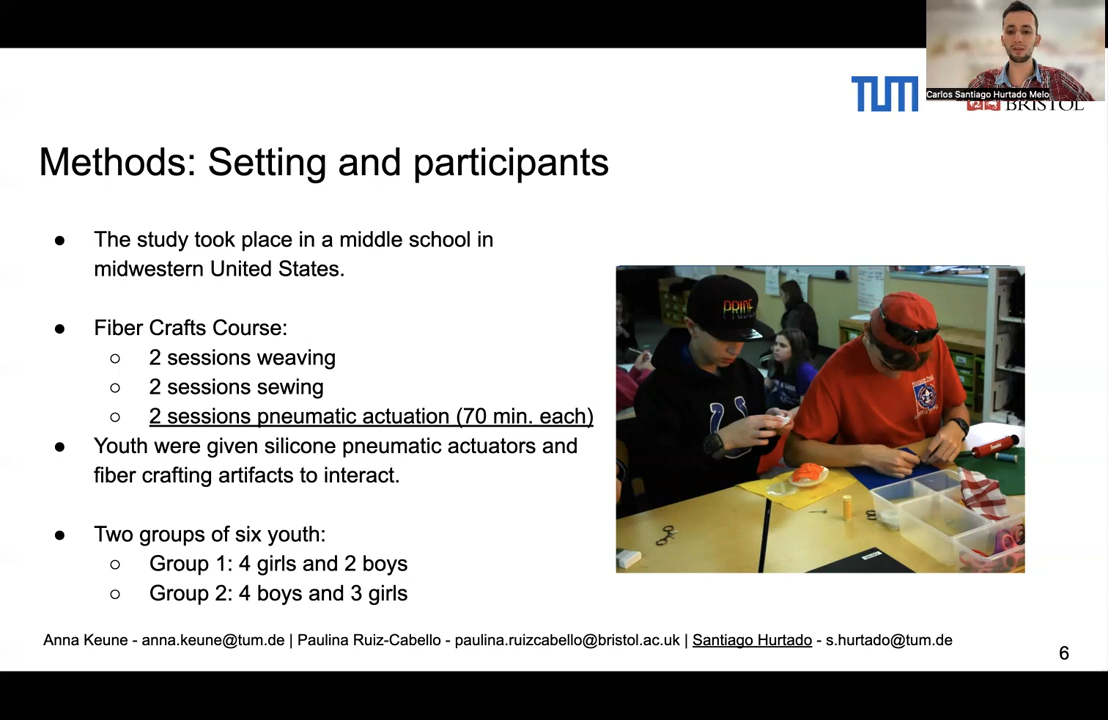 Carlos Santiago Hurtado Melo
TUM
BRISTOL
Methods: Setting and participants
● The study took place in a middle school in
midwestern United States.
● Fiber Crafts Course:
○ 2 sessions weaving
○ 2 sessions sewing
○ 2 sessions pneumatic actuation (70 min. each)
● Youth were given silicone pneumatic actuators and
fiber crafting artifacts to interact.
● Two groups of six youth:
○ Group 1: 4 girls and 2 boys
○ Group 2: 4 boys and 3 girls
PRIDE
Anna Keune - anna.keune@tum.de | Paulina Ruiz-Cabello - paulina.ruizcabello@bristol.ac.uk | Santiago Hurtado - s.hurtado@tum.de
6